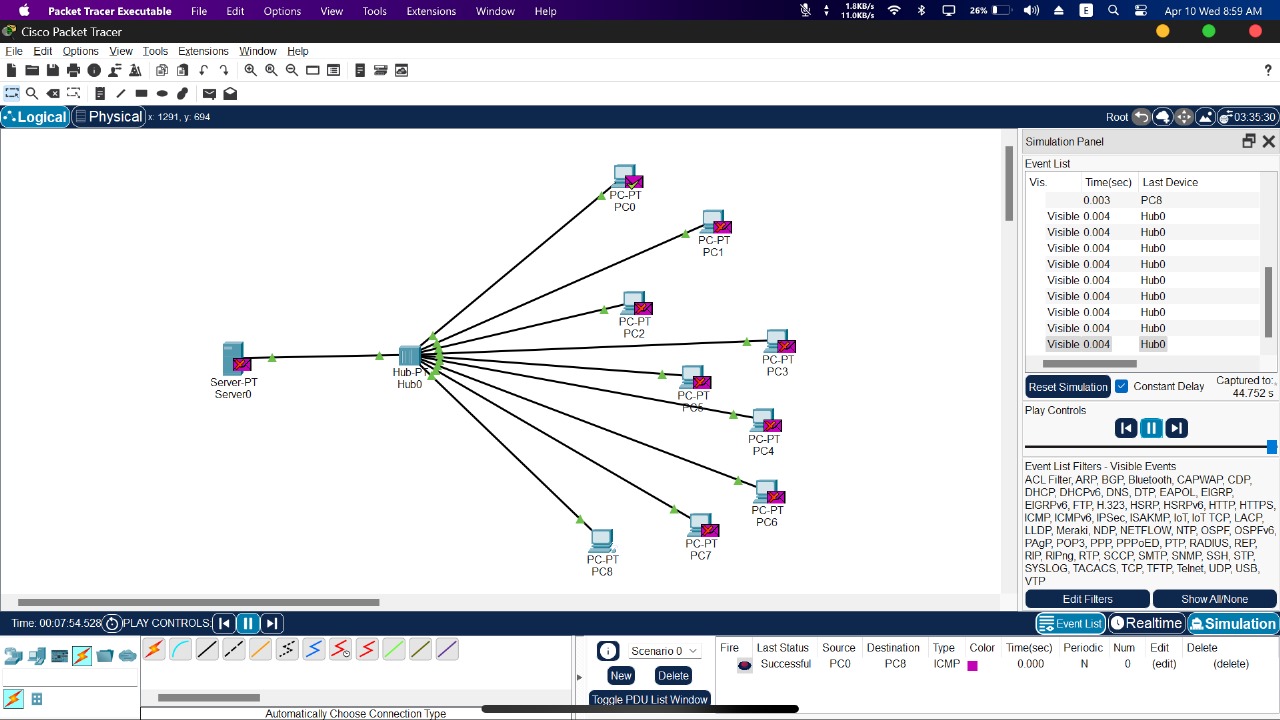 Packet Tracer Executable File Edit Options View Tools Extensions Window Help 1.8KB/s 11.0KB/s 26% E Apr 10 Wed 8:59 AM
Cisco Packet Tracer
File Edit Options View Tools Extensions Window Help
?
Logical Physical x: 1291, y: 694 Root 03:35:30
Simulation Panel
Event List
Vis. Time(sec) Last Device
0.003 PC8
Visible 0.004 Hub0
Visible 0.004 Hub0
Visible 0.004 Hub0
Visible 0.004 Hub0
Visible 0.004 Hub0
Visible 0.004 Hub0
Visible 0.004 Hub0
Visible 0.004 Hub0
Visible 0.004 Hub0
Reset Simulation Constant Delay Captured to:
44.752 s
Play Controls
Event List Filters - Visible Events
ACL Filter, ARP, BGP, Bluetooth, CAPWAP, CDP,
DHCP, DHCPv6, DNS, DTP, EAPOL, EIGRP,
EIGRPv6, FTP, H.323, HSRP, HSRPv6, HTTP, HTTPS,
ICMP, ICMPv6, IPSec, ISAKMP, IoT, IoT TCP, LACP,
LLDP, Meraki, NDP, NETFLOW, NTP, OSPF, OSPFv6,
PAgP, POP3, PPP, PPPoED, PTP, RADIUS, REP,
RIP, RIPng, RTP, SCCP, SMTP, SNMP, SSH, STP,
SYSLOG, TACACS, TCP, TFTP, Telnet, UDP, USB,
VTP
Edit Filters Show All/None
PC-PT
PC0
PC-PT
PC1
PC-PT
PC2
PC-PT
PC3
PC-PT
PC5
PC-PT
PC4
PC-PT
PC6
PC-PT
PC7
PC-PT
PC8
Server-PT
Server0
Hub-PT
Hub0
Time: 00:07:54.528 PLAY CONTROLS: Event List Realtime Simulation
Automatically Choose Connection Type
Scenario 0
New Delete
Toggle PDU List Window
Fire Last Status Source Destination Type Color Time(sec) Periodic Num Edit Delete
Successful PC0 PC8 ICMP 0.000 N 0 (edit) (delete)